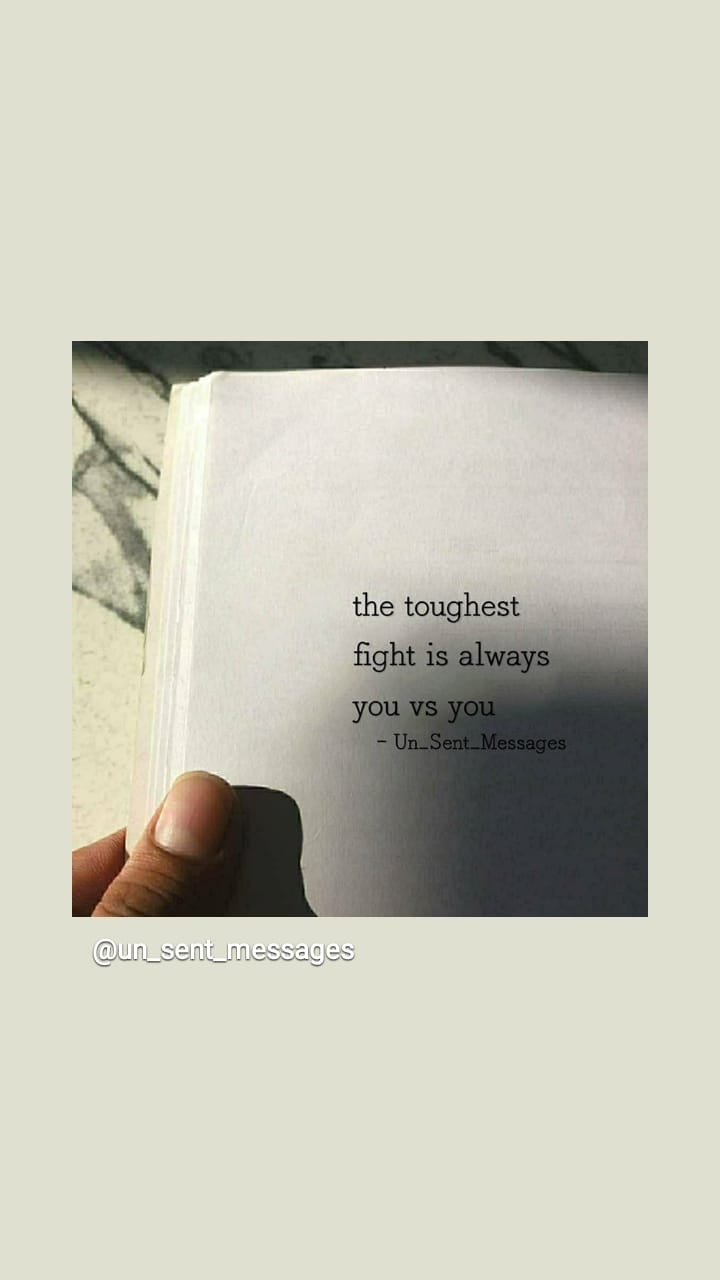 the toughest
fight is always
you vs you
- Un_Sent_Messages
@un_sent_messages